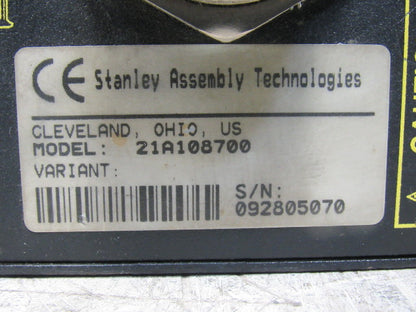 CE Stanley Assembly Technologies
CLEVELAND, OHIO, US
MODEL: 21A108700
VARIANT:
S/N:
092805070